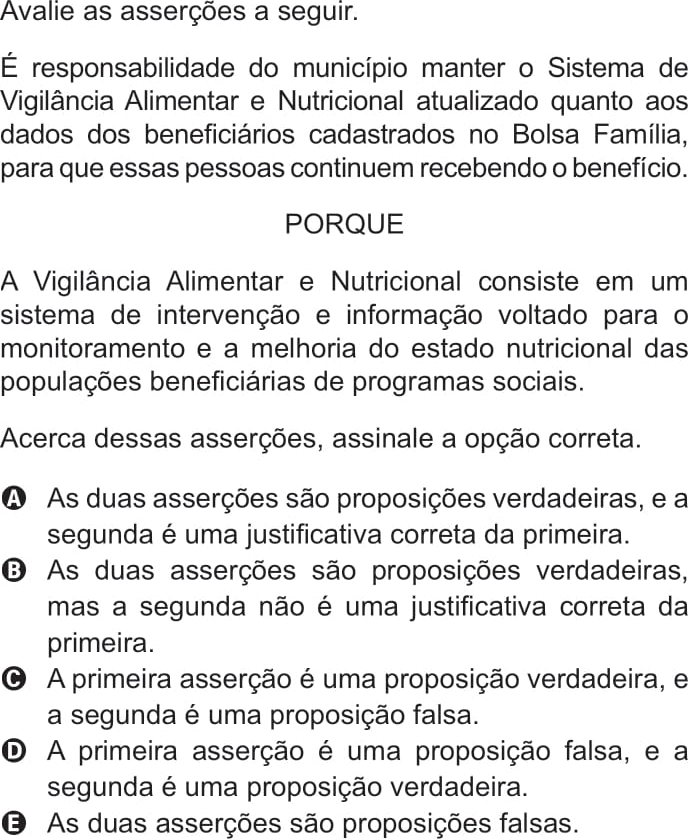 Avalie as asserções a seguir.
É responsabilidade do município manter o Sistema de
Vigilância Alimentar e Nutricional atualizado quanto aos
dados dos beneficiários cadastrados no Bolsa Família,
para que essas pessoas continuem recebendo o benefício.
PORQUE
A Vigilância Alimentar e Nutricional consiste em um
sistema de intervenção e informação voltado para o
monitoramento e a melhoria do estado nutricional das
populações beneficiárias de programas sociais.
Acerca dessas asserções, assinale a opção correta.
A As duas asserções são proposições verdadeiras, e a
segunda é uma justificativa correta da primeira.
B As duas asserções são proposições verdadeiras,
mas a segunda não é uma justificativa correta da
primeira.
C A primeira asserção é uma proposição verdadeira, e
a segunda é uma proposição falsa.
D A primeira asserção é uma proposição falsa, e a
segunda é uma proposição verdadeira.
E As duas asserções são proposições falsas.